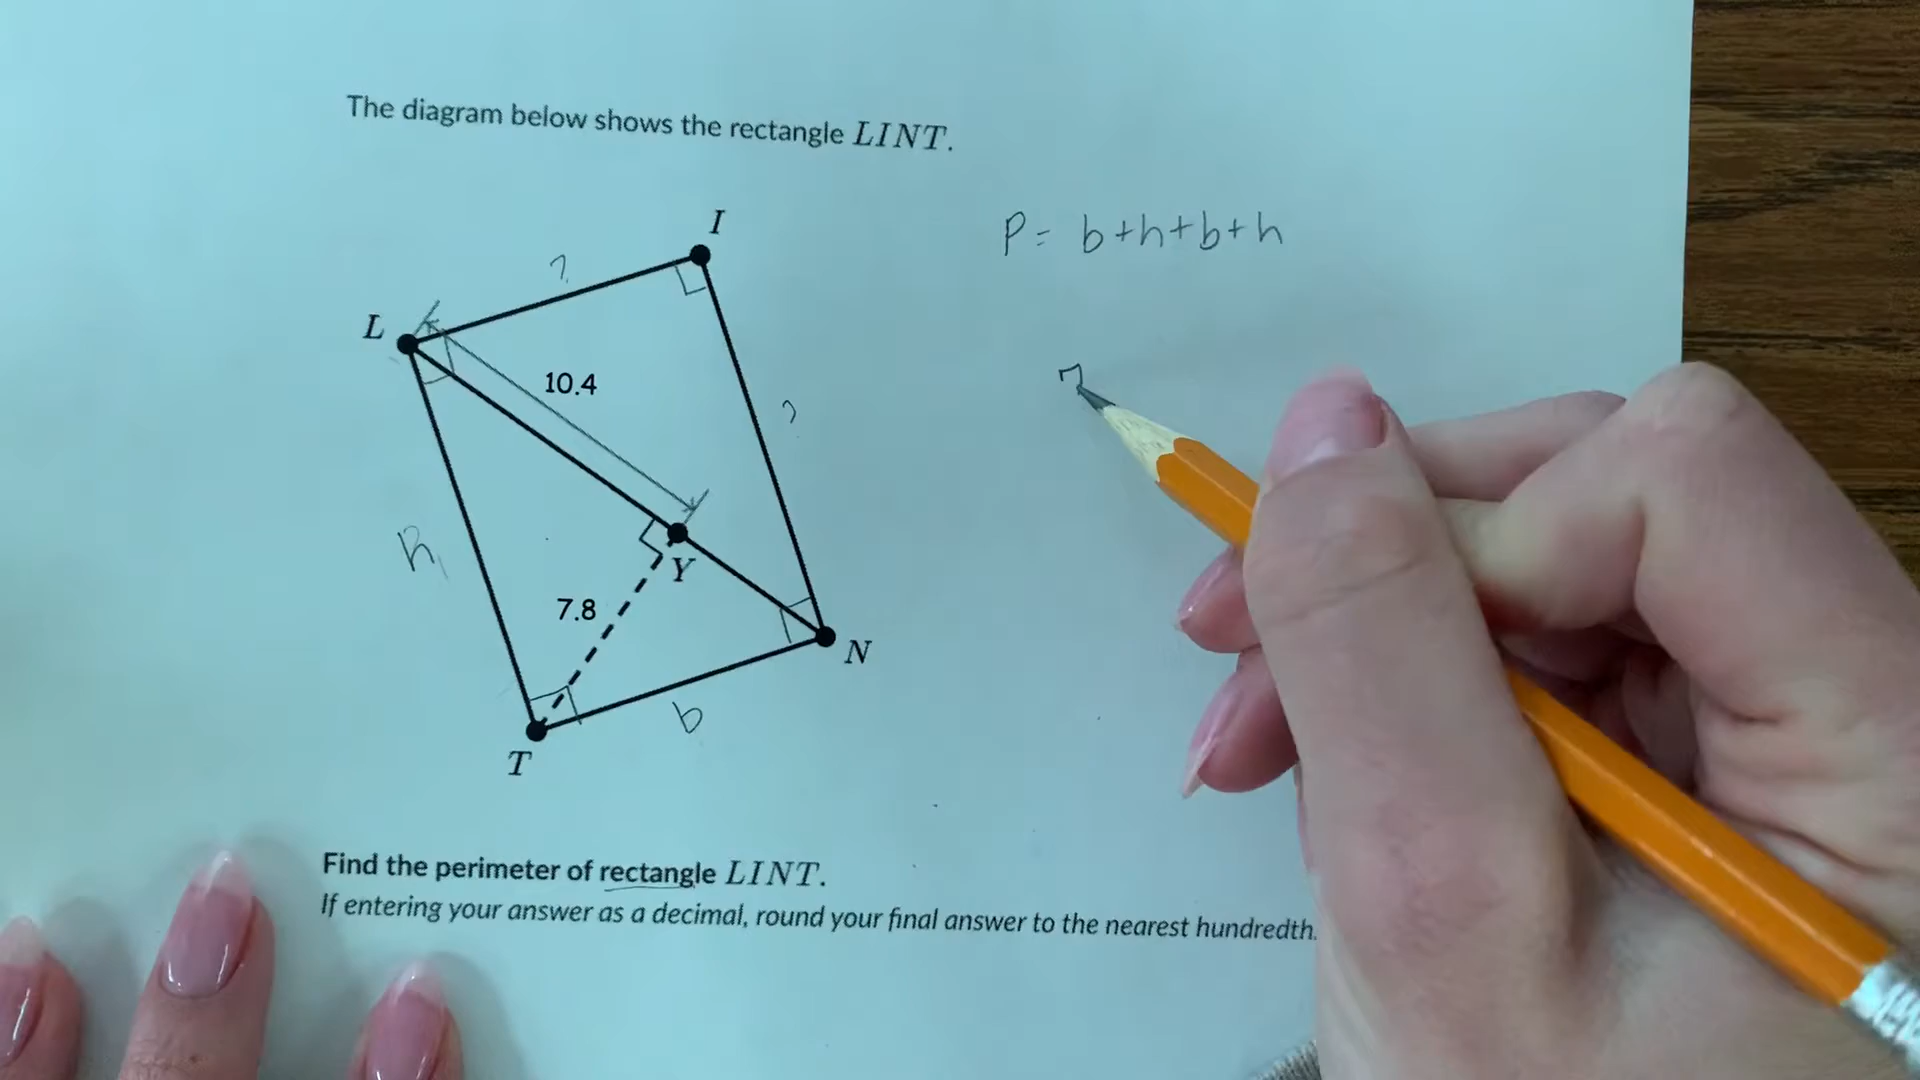 The diagram below shows the rectangle LINT.
I
P = b+h+b+h
?
L
10.4
?
7
h
Y
7.8
N
b
T
Find the perimeter of rectangle LINT.
If entering your answer as a decimal, round your final answer to the nearest hundredth.